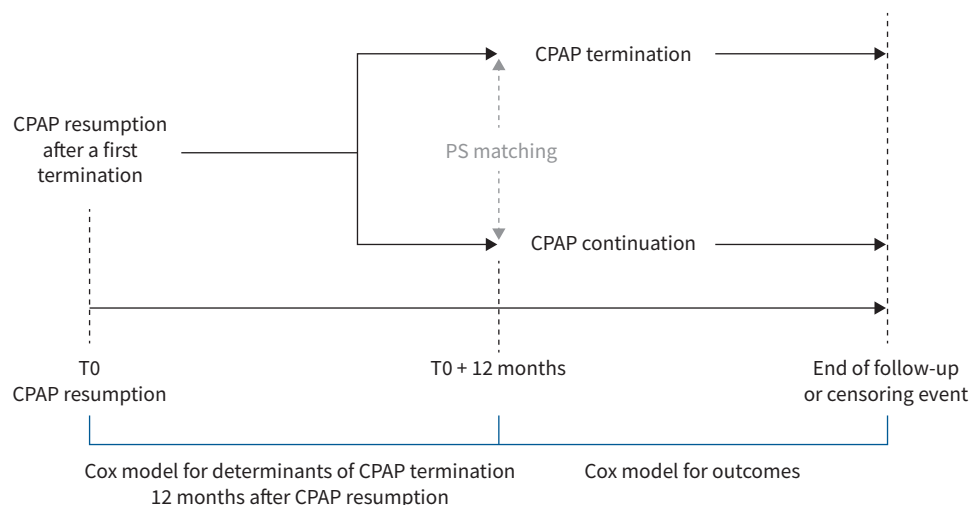 CPAP termination
CPAP resumption
after a first
termination
PS matching
CPAP continuation
T0
CPAP resumption
T0 + 12 months
End of follow-up
or censoring event
Cox model for determinants of CPAP termination
12 months after CPAP resumption
Cox model for outcomes